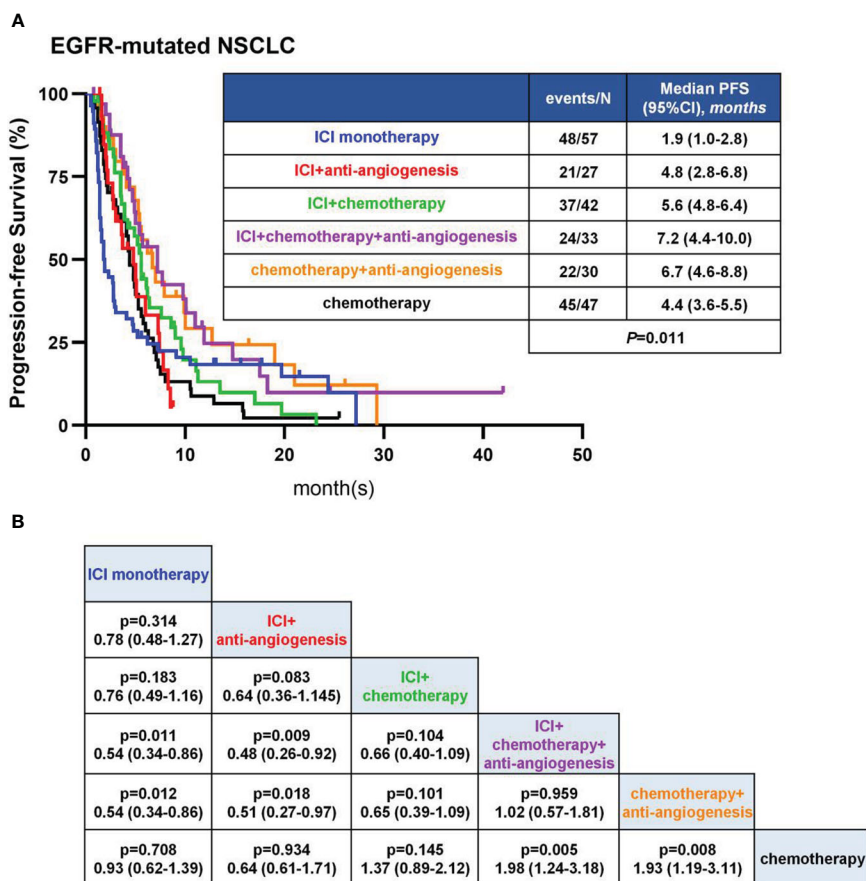 A
EGFR-mutated NSCLC
events/N
Median PFS
(95%CI), months
ICI monotherapy
48/57
1.9 (1.0-2.8)
ICI+anti-angiogenesis
21/27
4.8 (2.8-6.8)
ICI+chemotherapy
37/42
5.6 (4.8-6.4)
ICI+chemotherapy+anti-angiogenesis
24/33
7.2 (4.4-10.0)
chemotherapy+anti-angiogenesis
22/30
6.7 (4.6-8.8)
chemotherapy
45/47
4.4 (3.6-5.5)
P=0.011
Progression-free Survival (%)
100
75
50
25
0
0
10
20
30
40
50
month(s)
B
ICI monotherapy
p=0.314
0.78 (0.48-1.27)
ICI+
anti-angiogenesis
p=0.183
0.76 (0.49-1.16)
p=0.083
0.64 (0.36-1.145)
ICI+
chemotherapy
p=0.011
0.54 (0.34-0.86)
p=0.009
0.48 (0.26-0.92)
p=0.104
0.66 (0.40-1.09)
ICI+
chemotherapy+
anti-angiogenesis
p=0.012
0.54 (0.34-0.86)
p=0.018
0.51 (0.27-0.97)
p=0.101
0.65 (0.39-1.09)
p=0.959
1.02 (0.57-1.81)
chemotherapy+
anti-angiogenesis
p=0.708
0.93 (0.62-1.39)
p=0.934
0.64 (0.61-1.71)
p=0.145
1.37 (0.89-2.12)
p=0.005
1.98 (1.24-3.18)
p=0.008
1.93 (1.19-3.11)
chemotherapy